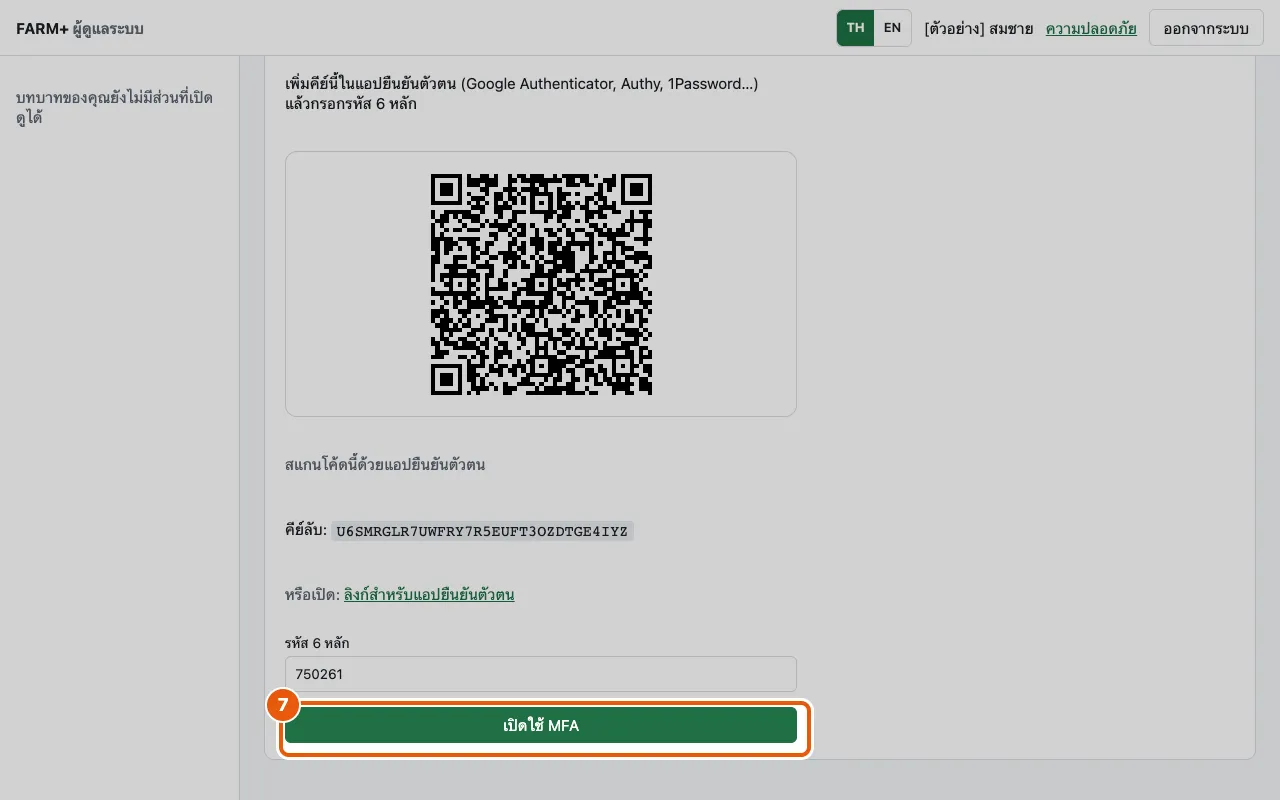 FARM+ ผู้ดูแลระบบ
TH EN [ตัวอย่าง] สมชาย ความปลอดภัย ออกจากระบบ
บทบาทของคุณยังไม่มีส่วนที่เปิด
ดูได้
เพิ่มคีย์นี้ในแอปยืนยันตัวตน (Google Authenticator, Authy, 1Password…)
แล้วกรอกรหัส 6 หลัก
สแกนโค้ดนี้ด้วยแอปยืนยันตัวตน
คีย์ลับ: U6SMRGLR7UWFRY7R5EUFT3OZDTGE4IYZ
หรือเปิด: ลิงก์สำหรับแอปยืนยันตัวตน
รหัส 6 หลัก
750261
7
เปิดใช้ MFA